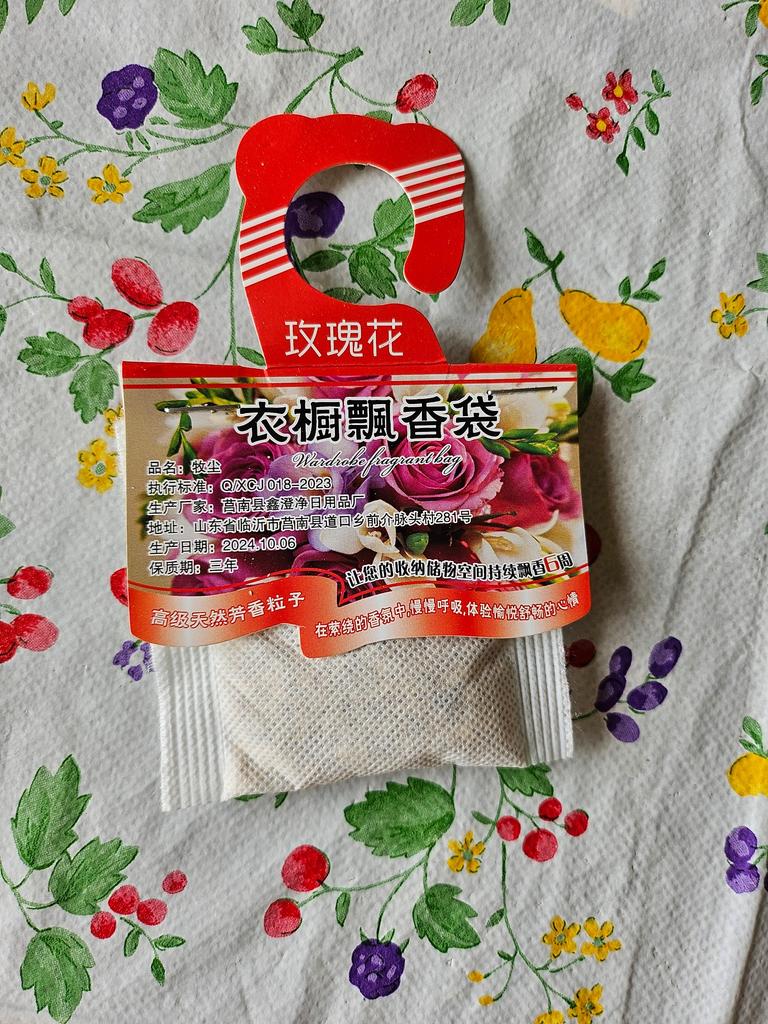 玫瑰花
衣橱飘香袋
Wardrobe fragrant bag
品名：牧尘
执行标准：Q/XCJ 018-2023
生产厂家：莒南县鑫澄净日用品厂
地址：山东省临沂市莒南县道口乡前介脉头村281号
生产日期：2024.10.06
保质期：三年
让您的收纳储物空间持续飘香6周
高级天然芳香粒子
在萦绕的香氛中,慢慢呼吸,体验愉悦舒畅的心情